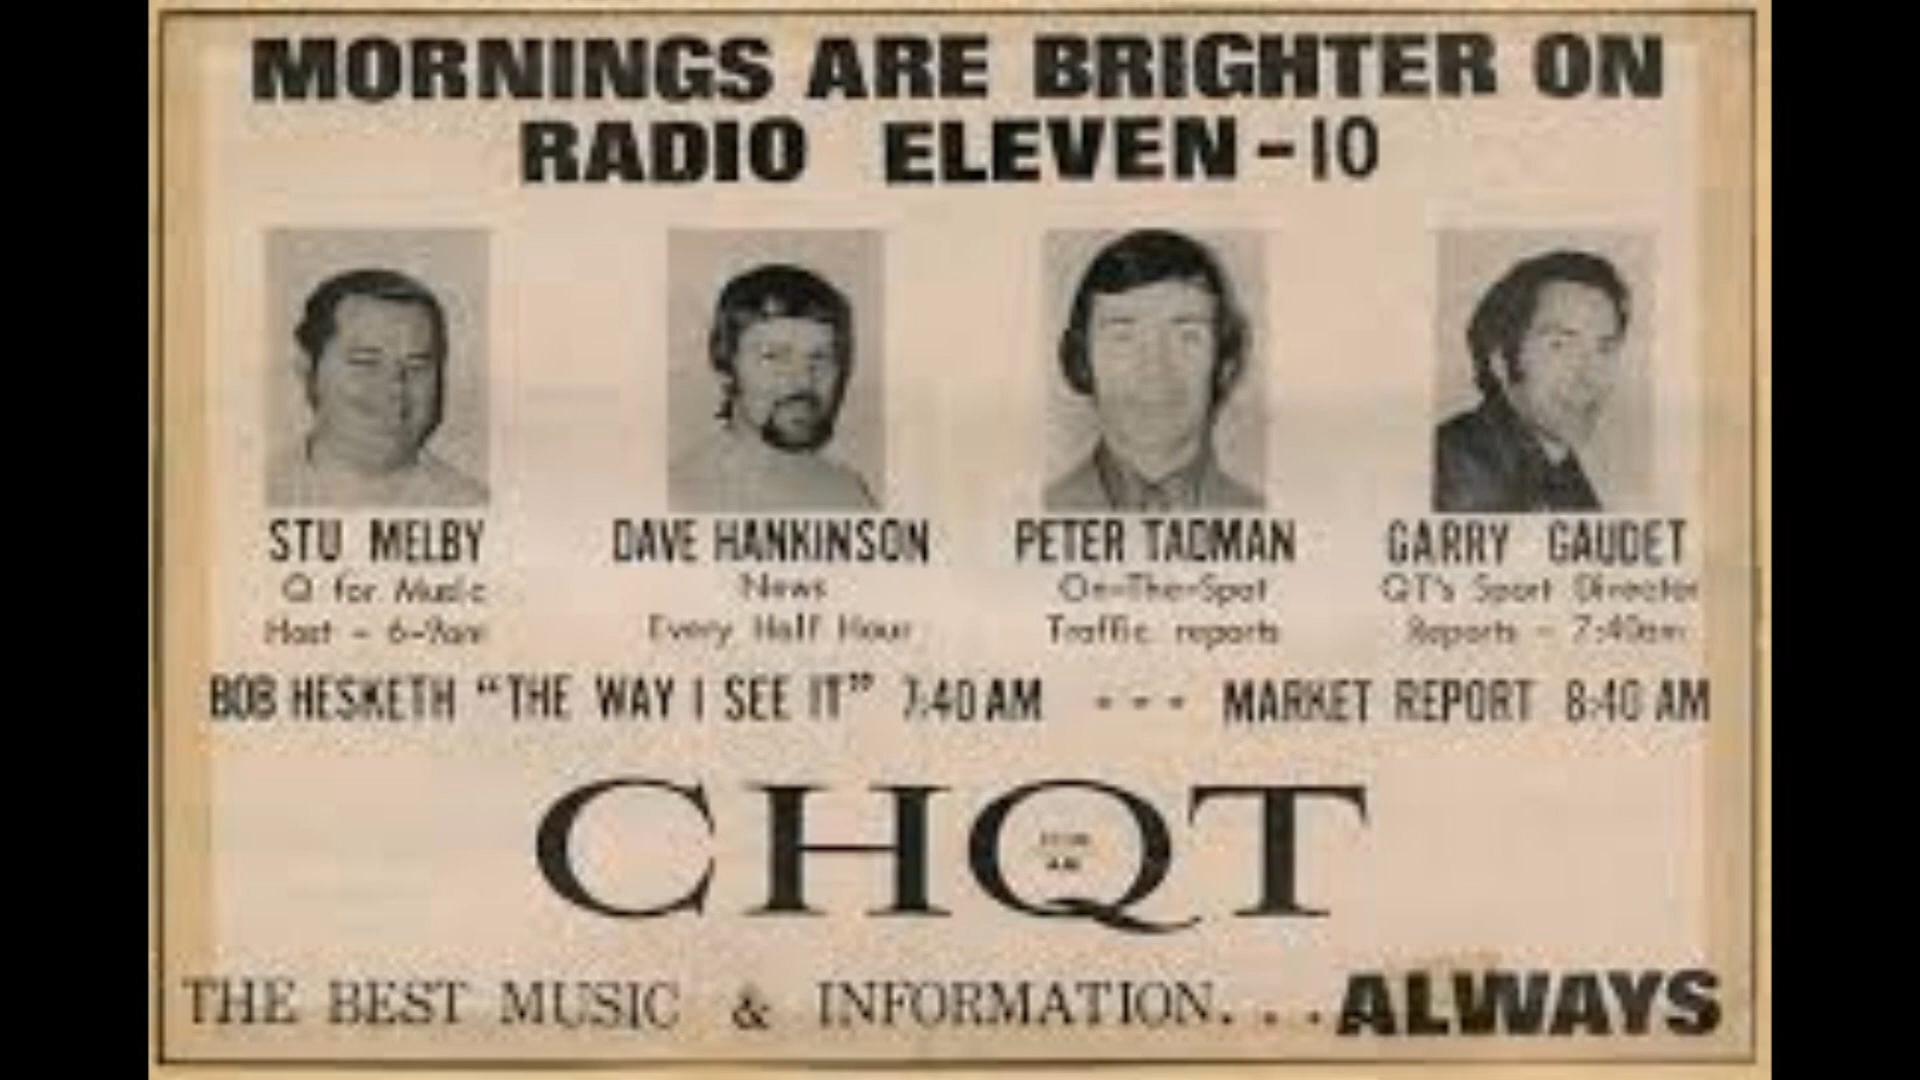 MORNINGS ARE BRIGHTER ON
RADIO ELEVEN-10
STU MELBY
Q for Music
Host - 6-9am
DAVE HANKINSON
News
Every Half Hour
PETER TADMAN
On-The-Spot
Traffic reports
GARRY GAUDET
QT's Sport Director
Reports - 7:40am
BOB HESKETH "THE WAY I SEE IT" 7:40 AM --- MARKET REPORT 8:40 AM
CHQT
THE BEST MUSIC & INFORMATION... ALWAYS